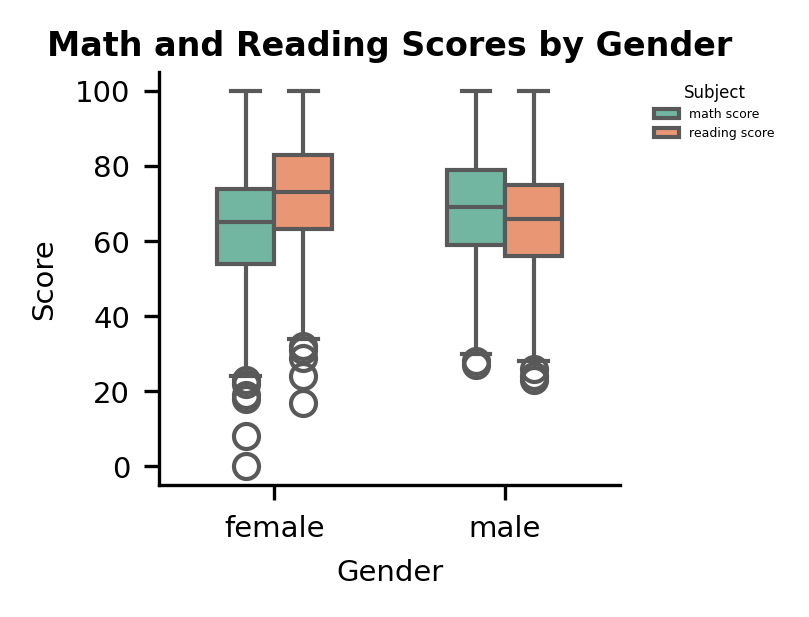 Math and Reading Scores by Gender
Subject
math score
reading score
100
80
60
40
20
0
Score
female
male
Gender